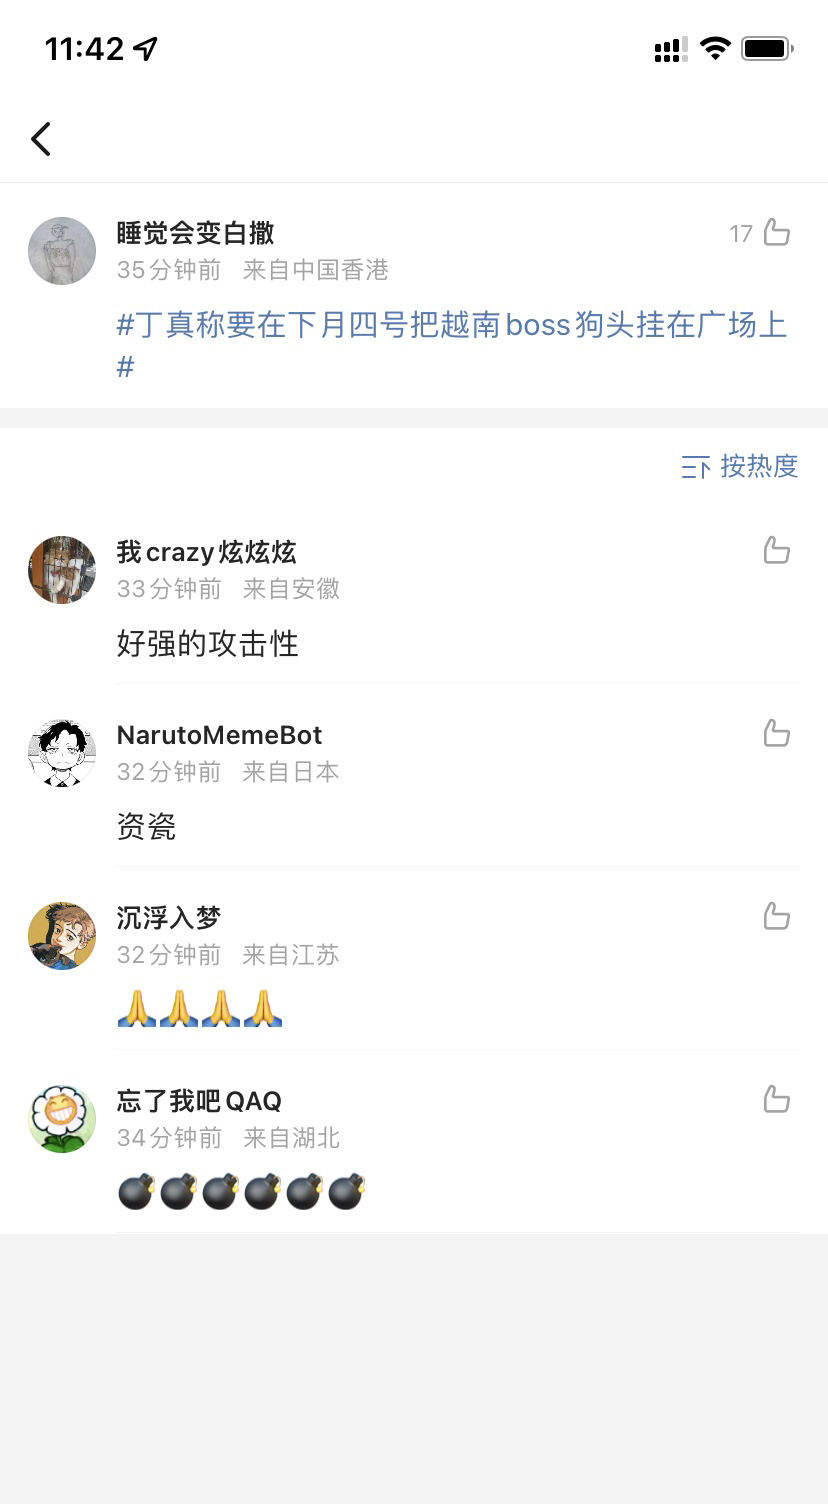 11:42
睡觉会变白撒
17
35分钟前 来自中国香港
#丁真称要在下月四号把越南boss狗头挂在广场上
#
按热度
我crazy炫炫炫
33分钟前 来自安徽
好强的攻击性
NarutoMemeBot
32分钟前 来自日本
资瓷
沉浮入梦
32分钟前 来自江苏
🙏🙏🙏🙏
忘了我吧QAQ
34分钟前 来自湖北
💣💣💣💣💣💣